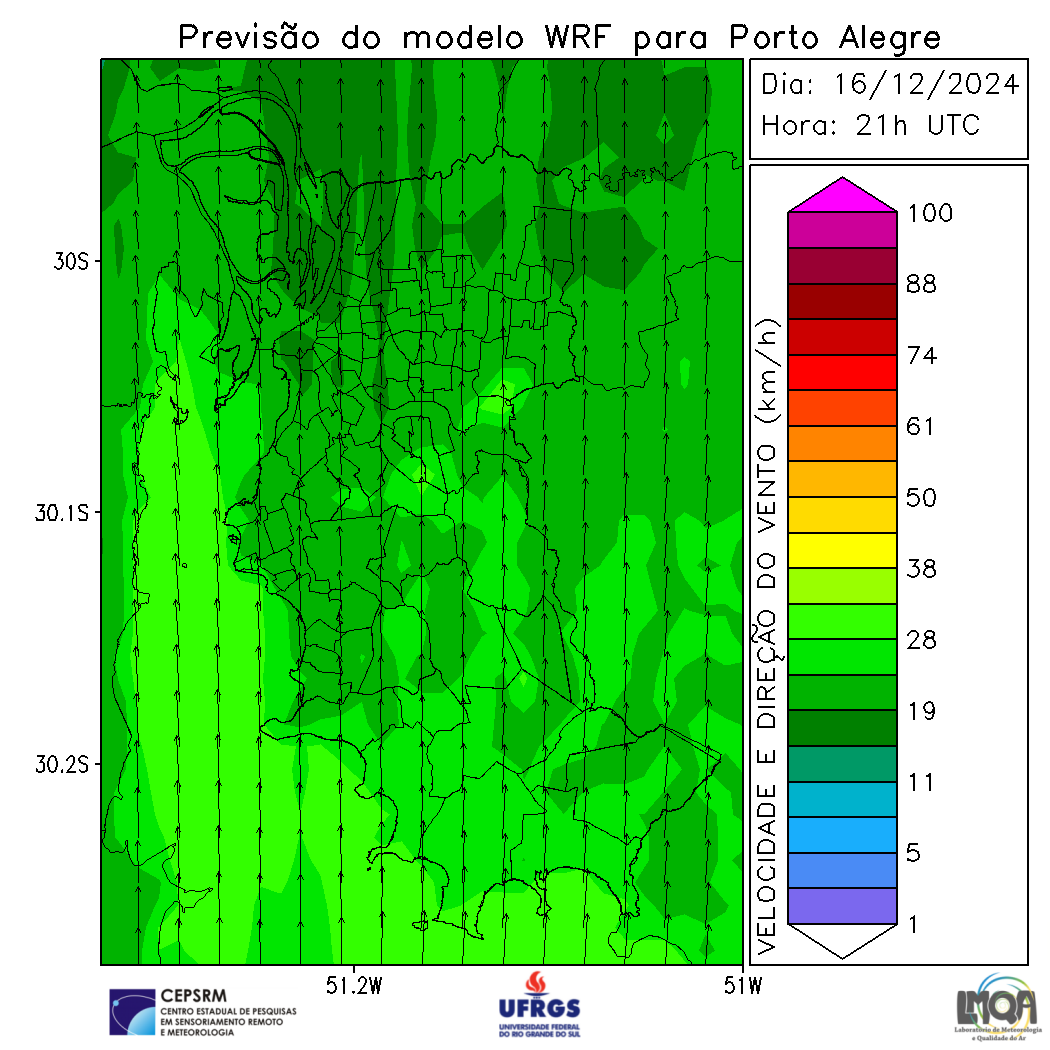 Previsão do modelo WRF para Porto Alegre
Dia: 16/12/2024
Hora: 21h UTC
30S
30.1S
30.2S
51.2W
51W
VELOCIDADE E DIREÇÃO DO VENTO (km/h)
100
88
74
61
50
38
28
19
11
5
1
CEPSRM
CENTRO ESTADUAL DE PESQUISAS
EM SENSORIAMENTO REMOTO
E METEOROLOGIA
UFRGS
UNIVERSIDADE FEDERAL
DO RIO GRANDE DO SUL
LMQA
Laboratório de Meteorologia
e Qualidade do Ar